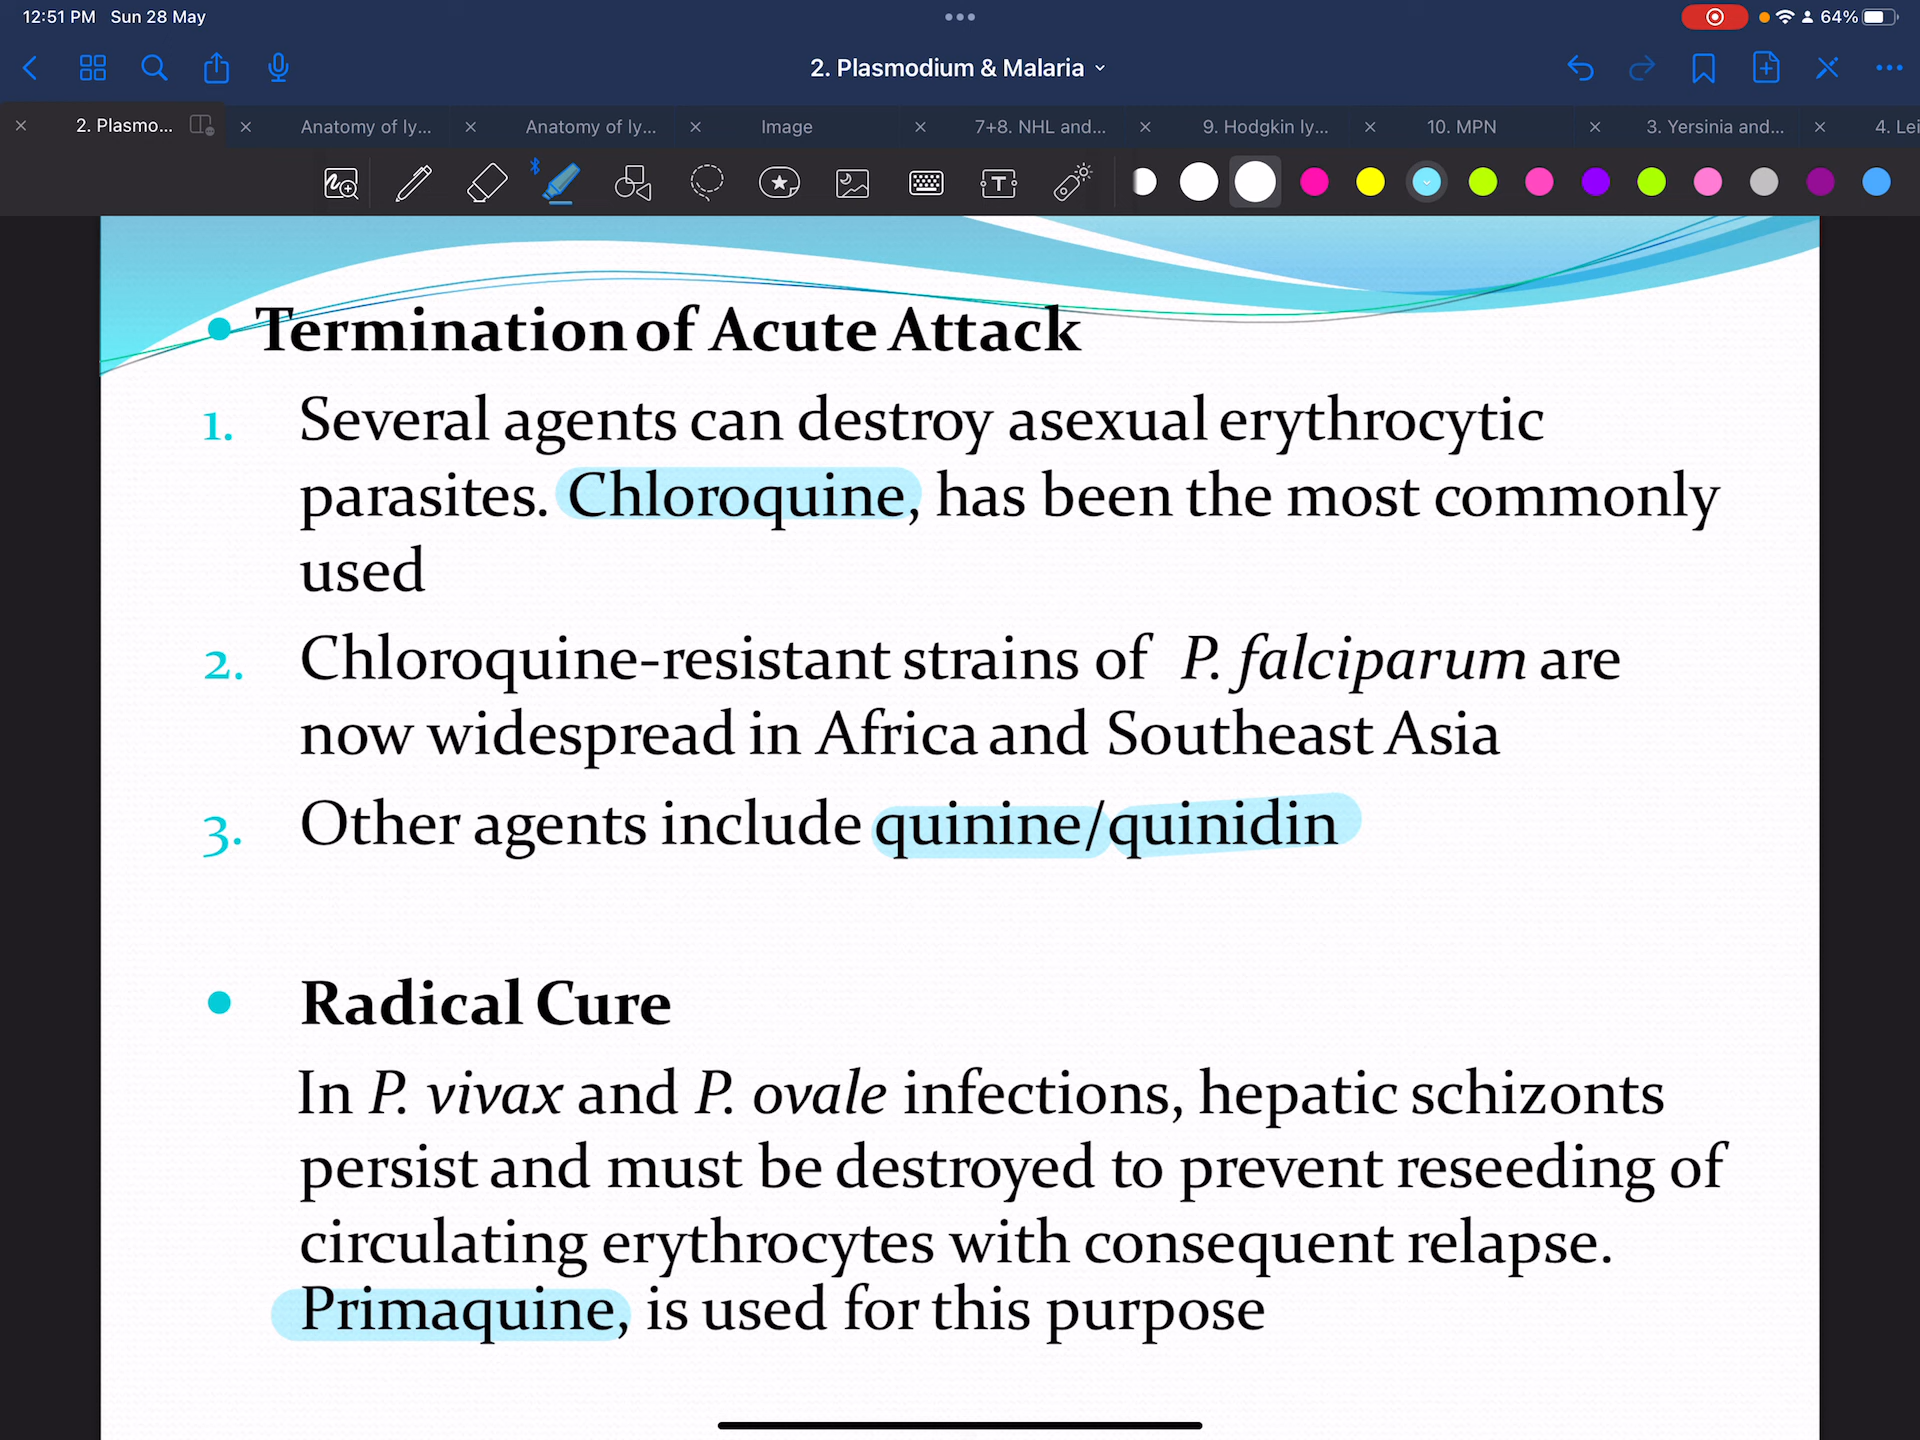 12:51 PM Sun 28 May
64%
2. Plasmodium & Malaria
2. Plasmo...
Anatomy of ly...
Anatomy of ly...
Image
7+8. NHL and...
9. Hodgkin ly...
10. MPN
3. Yersinia and...
4. Lei
T
• Termination of Acute Attack
1. Several agents can destroy asexual erythrocytic
parasites. Chloroquine, has been the most commonly
used
2. Chloroquine-resistant strains of P. falciparum are
now widespread in Africa and Southeast Asia
3. Other agents include quinine/quinidin
• Radical Cure
In P. vivax and P. ovale infections, hepatic schizonts
persist and must be destroyed to prevent reseeding of
circulating erythrocytes with consequent relapse.
Primaquine, is used for this purpose